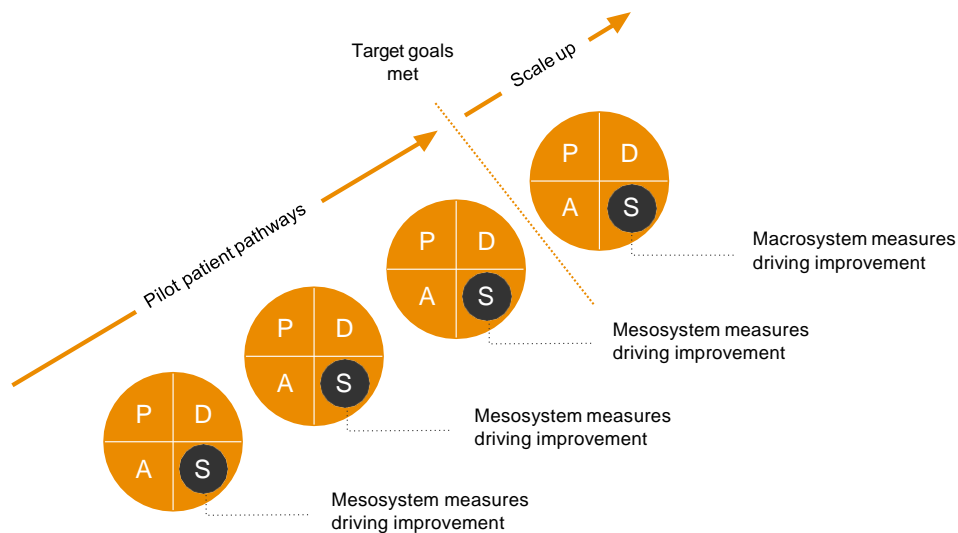 Target goals
met
Scale up
Pilot patient pathways
P D
A S
Macrosystem measures
driving improvement
P D
A S
Mesosystem measures
driving improvement
P D
A S
Mesosystem measures
driving improvement
P D
A S
Mesosystem measures
driving improvement